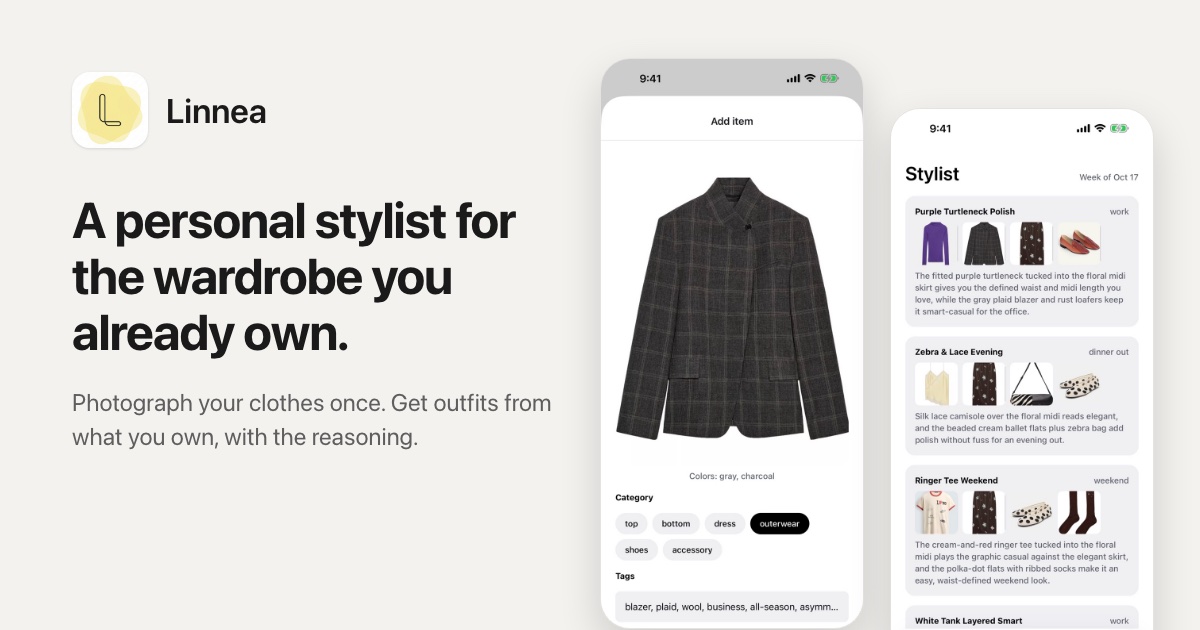 Linnea
A personal stylist for
the wardrobe you
already own.
Photograph your clothes once. Get outfits from
what you own, with the reasoning.
9:41
Add item
Colors: gray, charcoal
Category
top
bottom
dress
outerwear
shoes
accessory
Tags
blazer, plaid, wool, business, all-season, asymm...
9:41
Stylist
Week of Oct 17
Purple Turtleneck Polish
work
The fitted purple turtleneck tucked into the floral midi
skirt gives you the defined waist and midi length you
love, while the gray plaid blazer and rust loafers keep
it smart-casual for the office.
Zebra & Lace Evening
dinner out
Silk lace camisole over the floral midi reads elegant,
and the beaded cream ballet flats plus zebra bag add
polish without fuss for an evening out.
Ringer Tee Weekend
weekend
The cream-and-red ringer tee tucked into the floral
midi plays the graphic casual against the elegant skirt,
and the polka-dot flats with ribbed socks make it an
easy, waist-defined weekend look.
White Tank Layered Smart
work